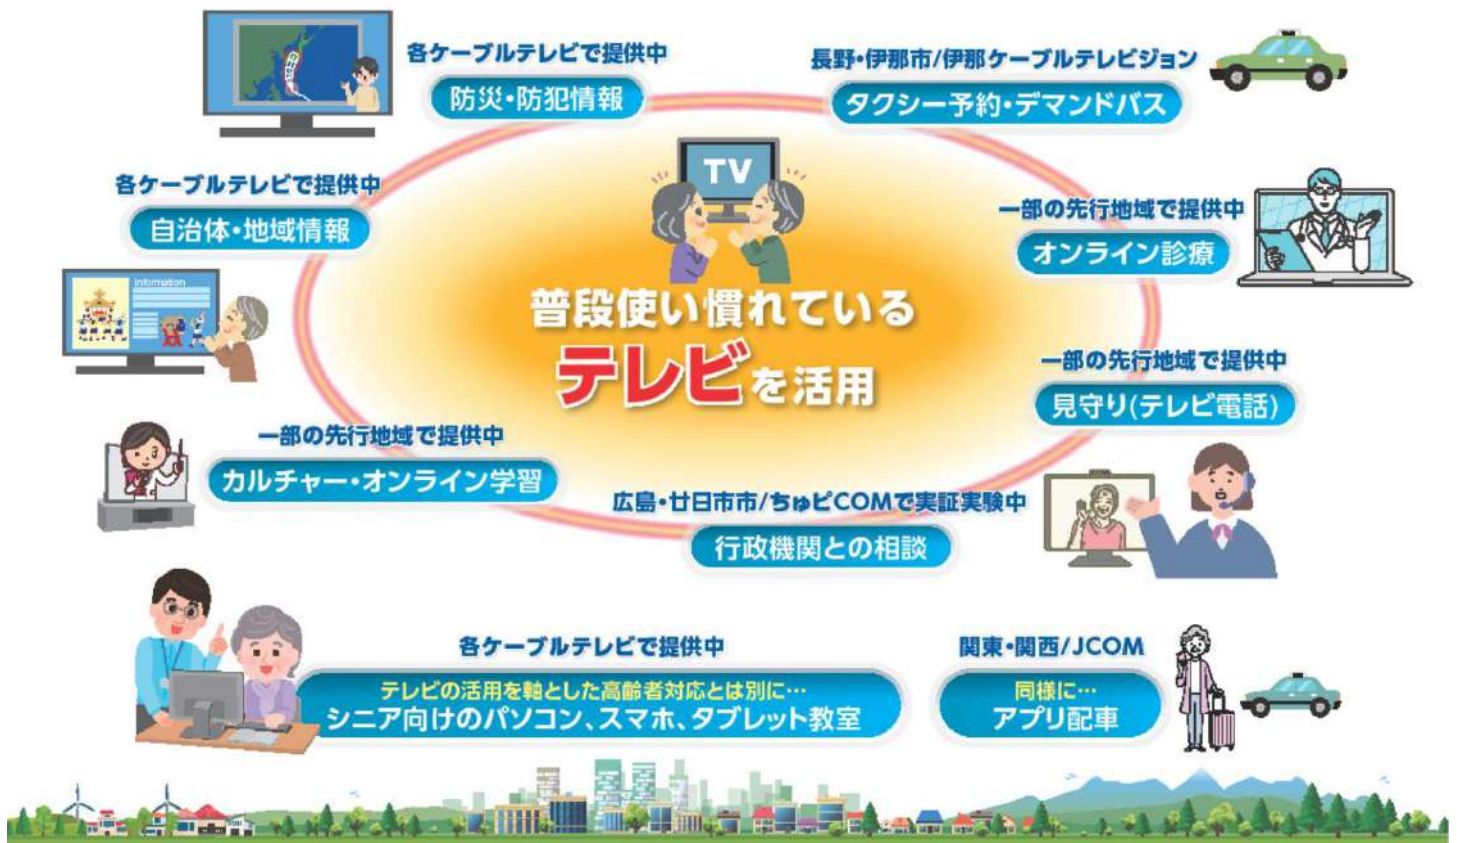 各ケーブルテレビで提供中
防災・防犯情報
長野・伊那市/伊那ケーブルテレビジョン
タクシー予約・デマンドバス
各ケーブルテレビで提供中
自治体・地域情報
information
TV
一部の先行地域で提供中
オンライン診療
普段使い慣れている
テレビを活用
一部の先行地域で提供中
見守り(テレビ電話)
一部の先行地域で提供中
カルチャー・オンライン学習
広島・廿日市市/ちゅピCOMで実証実験中
行政機関との相談
各ケーブルテレビで提供中
テレビの活用を軸とした高齢者対応とは別に…
シニア向けのパソコン、スマホ、タブレット教室
関東・関西/JCOM
同様に…
アプリ配車